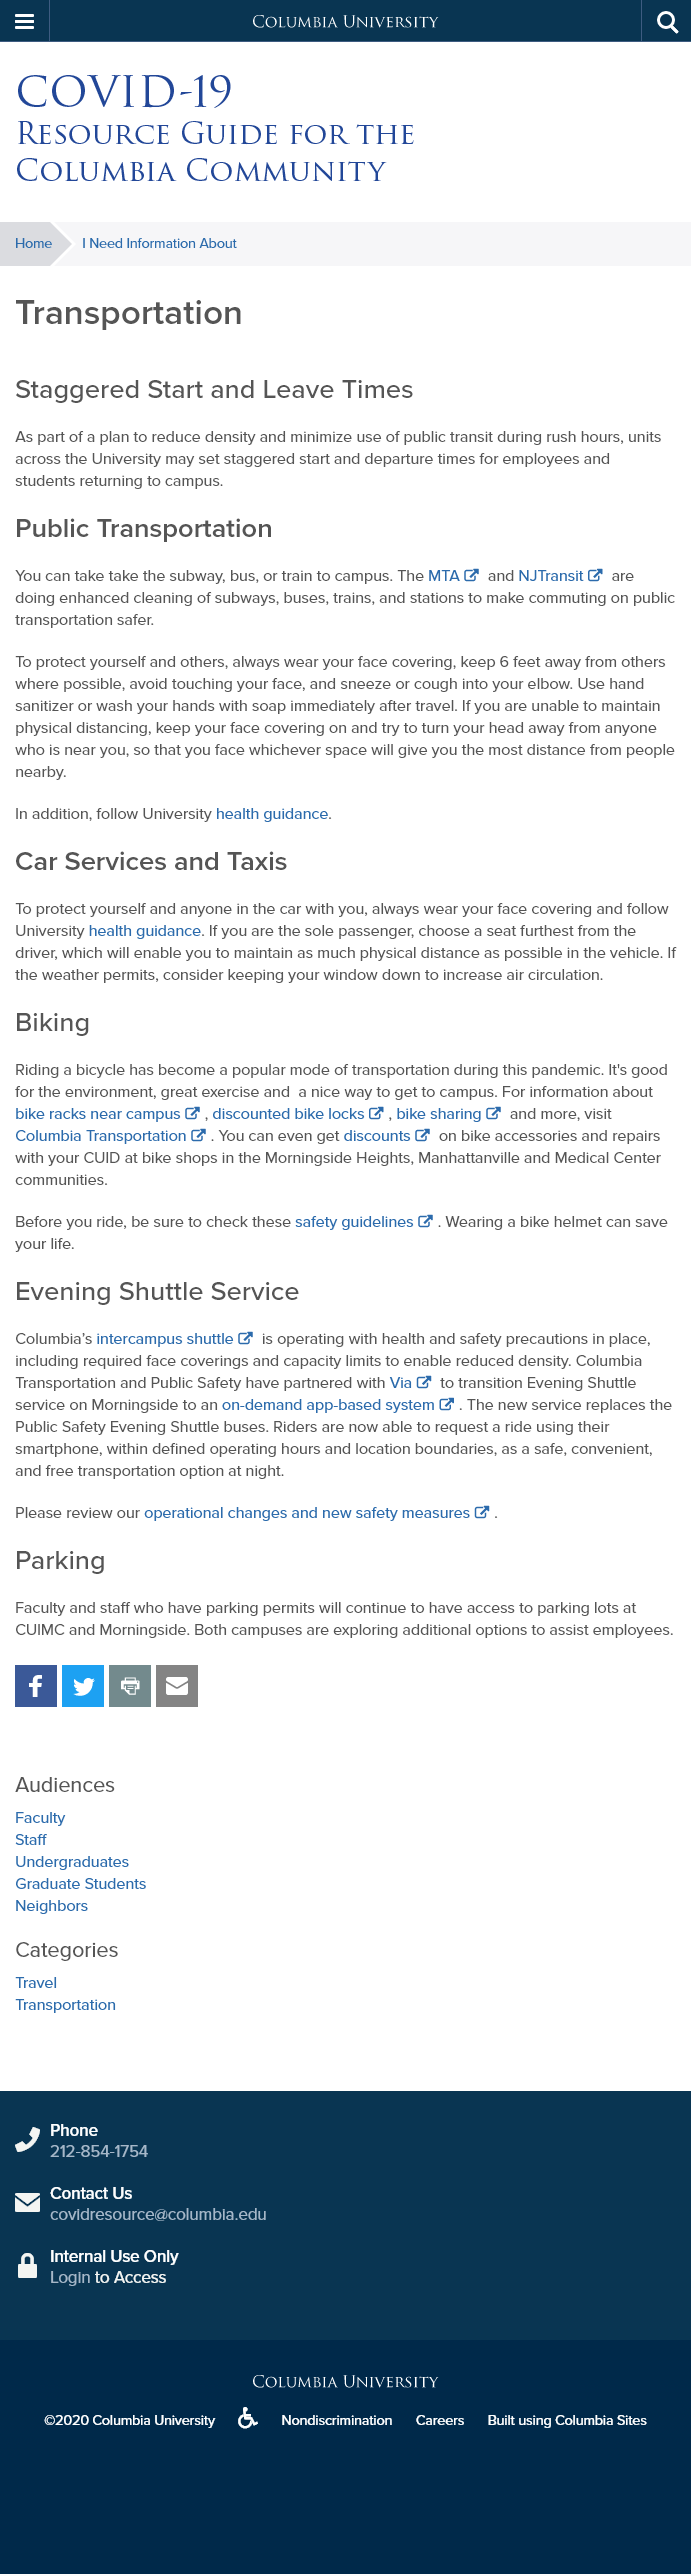 Columbia University
COVID-19
Resource Guide for the
Columbia Community
Home
I Need Information About
Transportation
Staggered Start and Leave Times
As part of a plan to reduce density and minimize use of public transit during rush hours, units
across the University may set staggered start and departure times for employees and
students returning to campus.
Public Transportation
You can take take the subway, bus, or train to campus. The MTA and NJTransit are
doing enhanced cleaning of subways, buses, trains, and stations to make commuting on public
transportation safer.
To protect yourself and others, always wear your face covering, keep 6 feet away from others
where possible, avoid touching your face, and sneeze or cough into your elbow. Use hand
sanitizer or wash your hands with soap immediately after travel. If you are unable to maintain
physical distancing, keep your face covering on and try to turn your head away from anyone
who is near you, so that you face whichever space will give you the most distance from people
nearby.
In addition, follow University health guidance.
Car Services and Taxis
To protect yourself and anyone in the car with you, always wear your face covering and follow
University health guidance. If you are the sole passenger, choose a seat furthest from the
driver, which will enable you to maintain as much physical distance as possible in the vehicle. If
the weather permits, consider keeping your window down to increase air circulation.
Biking
Riding a bicycle has become a popular mode of transportation during this pandemic. It's good
for the environment, great exercise and  a nice way to get to campus. For information about
bike racks near campus , discounted bike locks , bike sharing and more, visit
Columbia Transportation . You can even get discounts on bike accessories and repairs
with your CUID at bike shops in the Morningside Heights, Manhattanville and Medical Center
communities.
Before you ride, be sure to check these safety guidelines . Wearing a bike helmet can save
your life.
Evening Shuttle Service
Columbia’s intercampus shuttle is operating with health and safety precautions in place,
including required face coverings and capacity limits to enable reduced density. Columbia
Transportation and Public Safety have partnered with Via to transition Evening Shuttle
service on Morningside to an on-demand app-based system . The new service replaces the
Public Safety Evening Shuttle buses. Riders are now able to request a ride using their
smartphone, within defined operating hours and location boundaries, as a safe, convenient,
and free transportation option at night.
Please review our operational changes and new safety measures .
Parking
Faculty and staff who have parking permits will continue to have access to parking lots at
CUIMC and Morningside. Both campuses are exploring additional options to assist employees.
Audiences
Faculty
Staff
Undergraduates
Graduate Students
Neighbors
Categories
Travel
Transportation
Phone
212-854-1754
Contact Us
covidresource@columbia.edu
Internal Use Only
Login to Access
Columbia University
©2020 Columbia University Nondiscrimination Careers Built using Columbia Sites